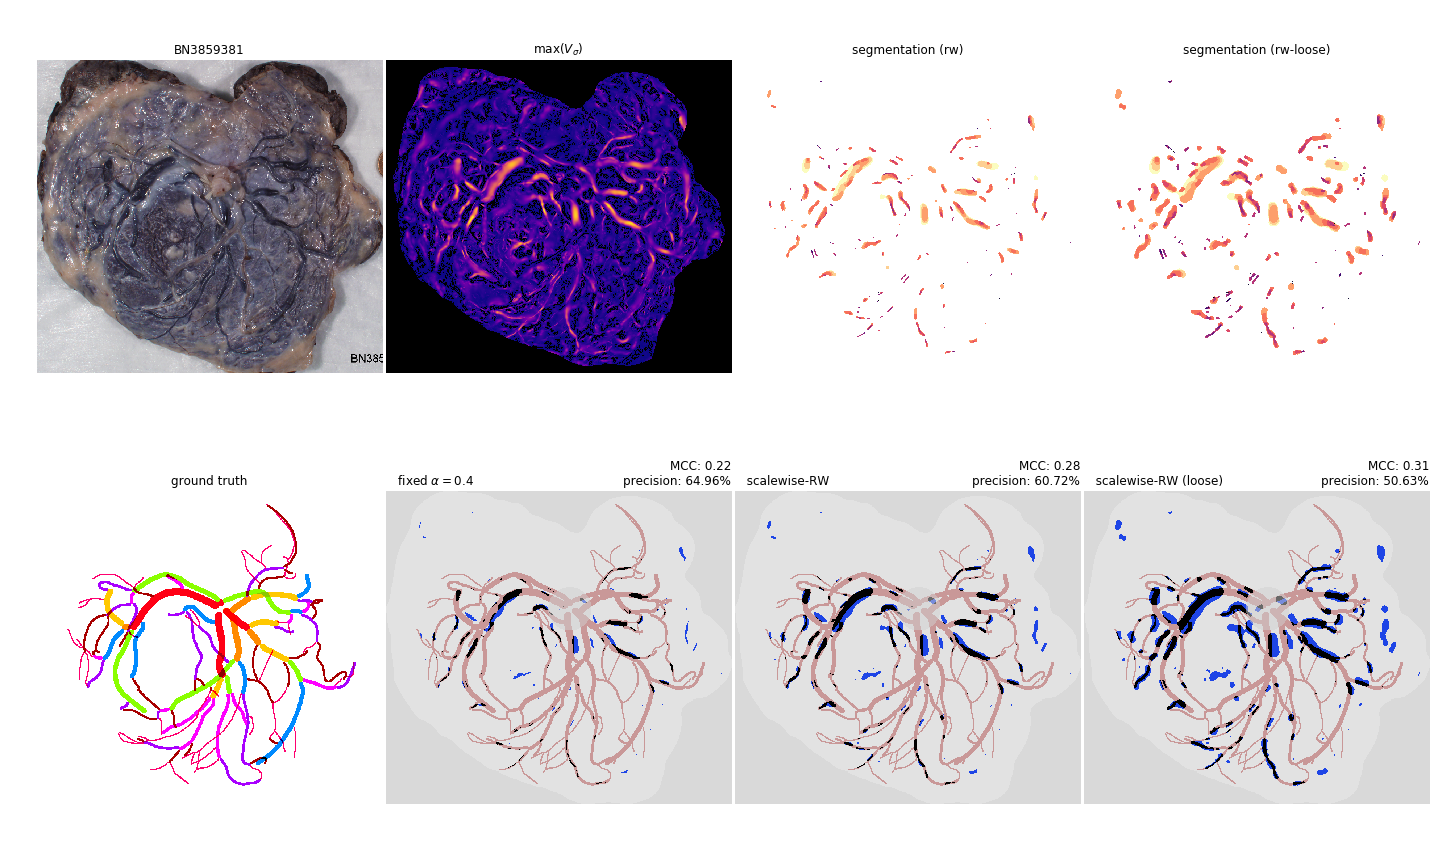 BN3859381
max(Vσ)
segmentation (rw)
segmentation (rw-loose)
BN385
ground truth
fixed α = 0.4
MCC: 0.22
precision: 64.96%
scalewise-RW
MCC: 0.28
precision: 60.72%
scalewise-RW (loose)
MCC: 0.31
precision: 50.63%